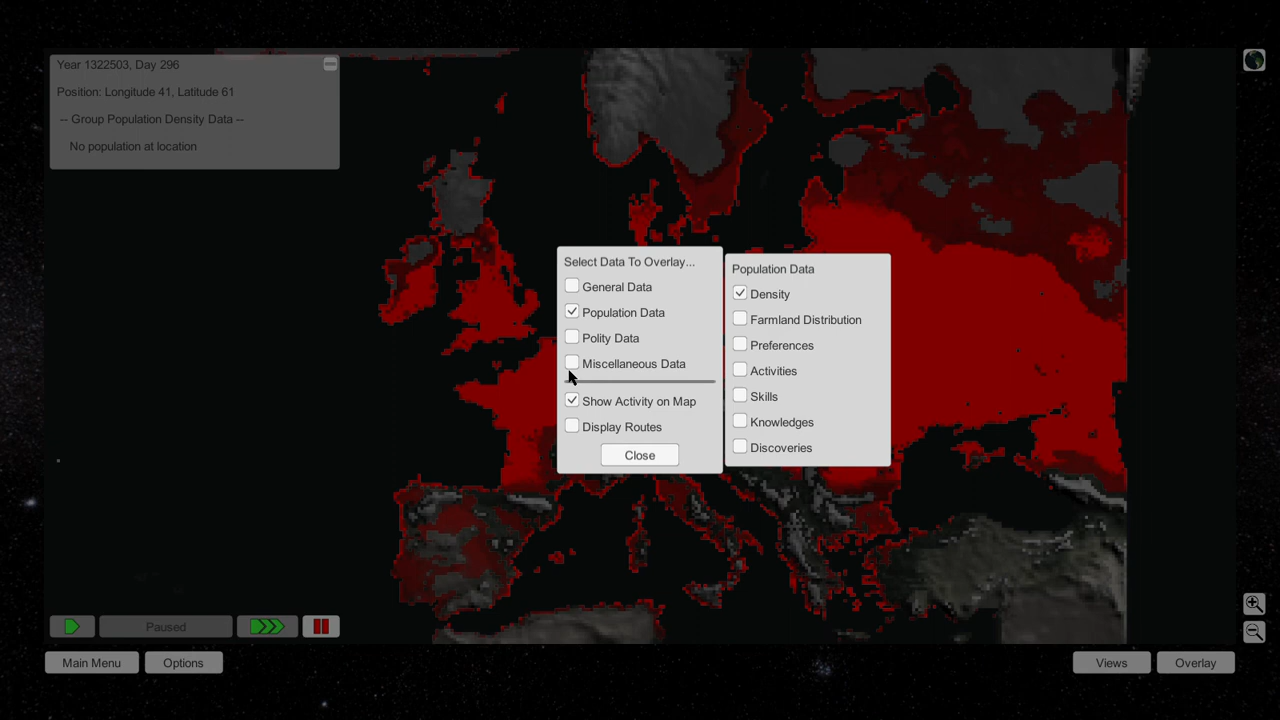 Year 1322503, Day 296
Position: Longitude 41, Latitude 61
-- Group Population Density Data --
No population at location
Select Data To Overlay...
General Data
Population Data
Polity Data
Miscellaneous Data
Show Activity on Map
Display Routes
Close
Population Data
Density
Farmland Distribution
Preferences
Activities
Skills
Knowledges
Discoveries
Paused
Main Menu
Options
Views
Overlay